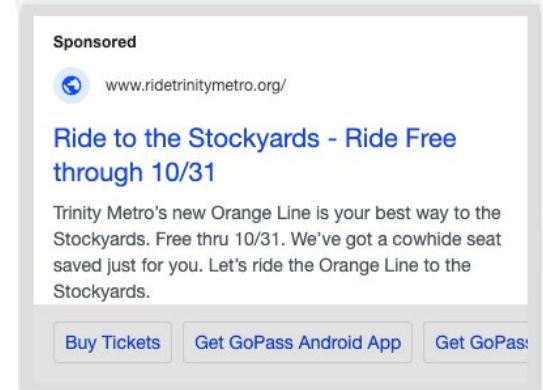 Sponsored
www.ridetrinitymetro.org/
Ride to the Stockyards - Ride Free
through 10/31
Trinity Metro's new Orange Line is your best way to the
Stockyards. Free thru 10/31. We've got a cowhide seat
saved just for you. Let's ride the Orange Line to the
Stockyards.
Buy Tickets Get GoPass Android App Get GoPass